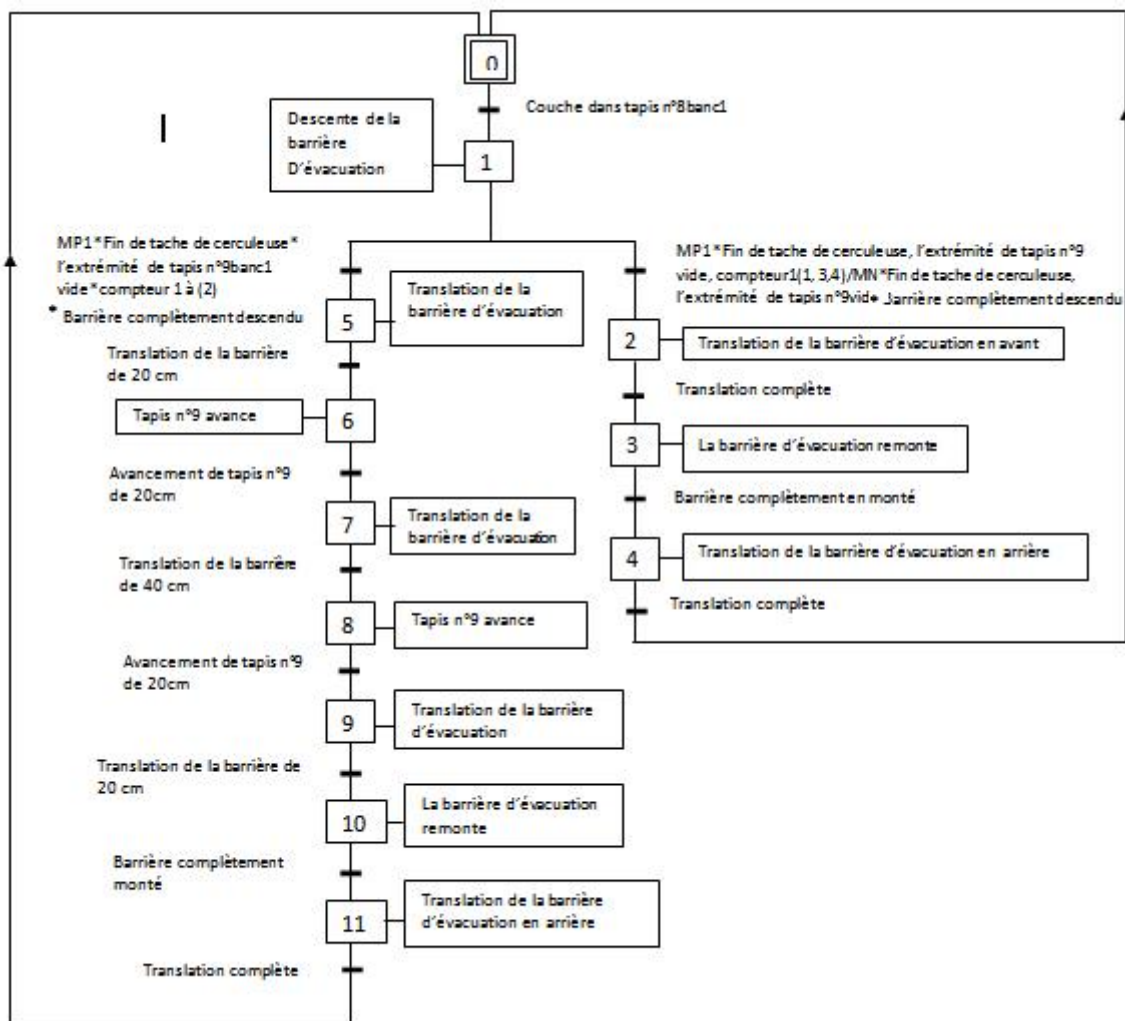 0
Couche dans tapis n°8banc1
Descente de la
barrière
D'évacuation
1
MP1*Fin de tache de cerculeuse*
l'extrémité de tapis n°9banc1
vide*compteur 1 à (2)
* Barrière complètement descendu
5
Translation de la
barrière d'évacuation
Translation de la barrière
de 20 cm
Tapis n°9 avance
6
Avancement de tapis n°9
de 20cm
7
Translation de la
barrière d'évacuation
Translation de la barrière
de 40 cm
8
Tapis n°9 avance
Avancement de tapis n°9
de 20cm
9
Translation de la barrière
d'évacuation
Translation de la barrière de
20 cm
10
La barrière d'évacuation
remonte
Barrière complètement
monté
11
Translation de la barrière
d'évacuation en arrière
Translation complète
MP1*Fin de tache de cerculeuse, l'extrémité de tapis n°9
vide, compteur1(1, 3,4)/MN*Fin de tache de cerculeuse,
l'extrémité de tapis n°9vid* Jarrière complètement descendu
2
Translation de la barrière d'évacuation en avant
Translation complète
3
La barrière d'évacuation remonte
Barrière complètement en monté
4
Translation de la barrière d'évacuation en arrière
Translation complète